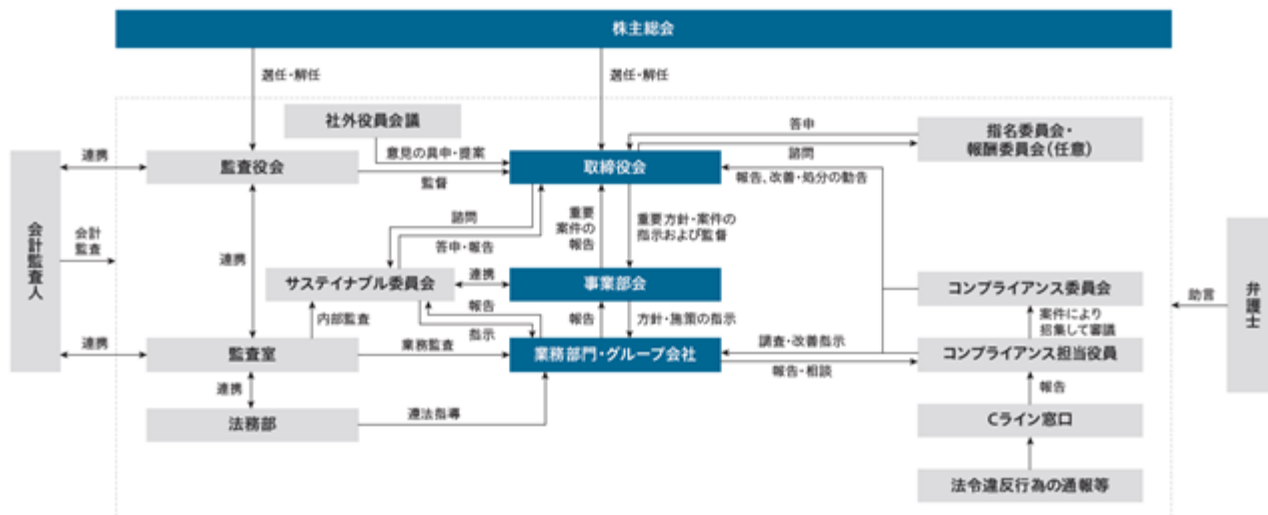 株主総会
選任・解任
選任・解任
社外役員会議
答申
指名委員会・
報酬委員会(任意)
連携
意見の具申・提案
監査役会
取締役会
諮問
監督
報告、改善・処分の勧告
諮問
重要
案件の
報告
重要方針・案件の
指示および監督
会計監査人
会計
監査
答申・報告
連携
連携
サステイナブル委員会
事業部会
コンプライアンス委員会
弁護士
助言
報告
内部監査
指示
報告
方針・施策の指示
案件により
招集して審議
連携
監査室
業務監査
業務部門・グループ会社
調査・改善指示
コンプライアンス担当役員
報告・相談
連携
報告
法務部
遵法指導
Cライン窓口
法令違反行為の通報等